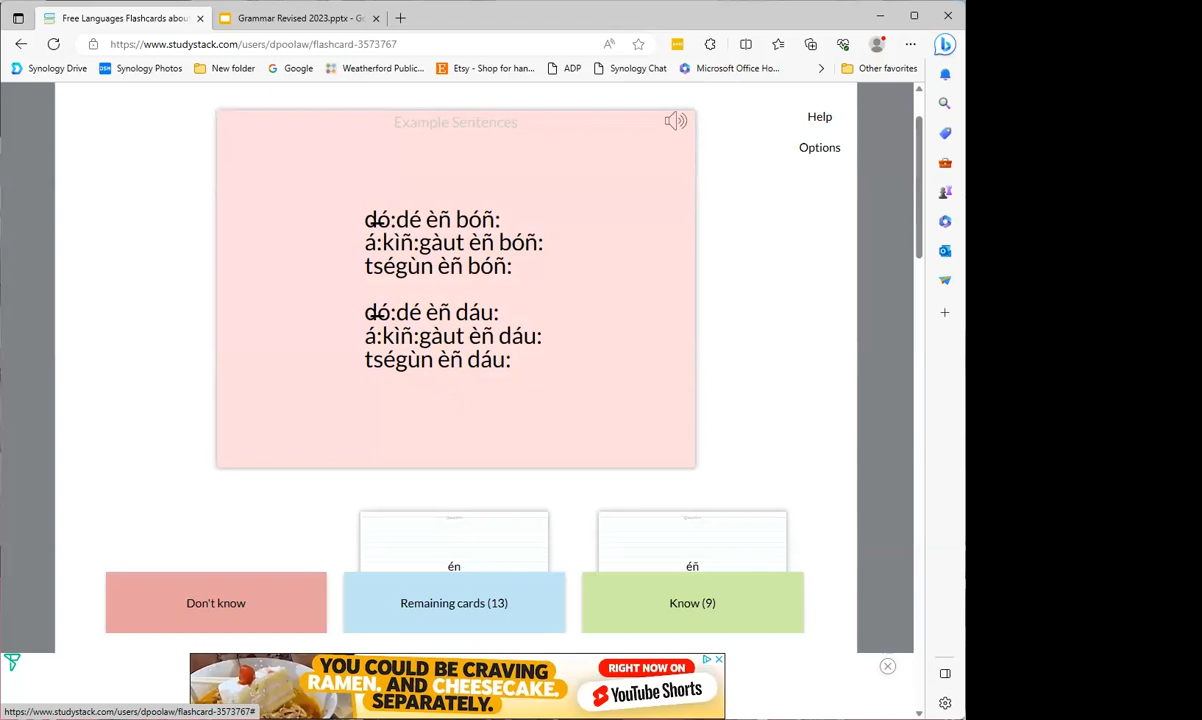 Free Languages Flashcards abou
Grammar Revised 2023.pptx - Go
https://www.studystack.com/users/dpoolaw/flashcard-3573767
Synology Drive
Synology Photos
New folder
Google
Weatherford Public...
Etsy - Shop for han...
ADP
Synology Chat
Microsoft Office Ho...
Other favorites
Example Sentences
Help
Options
d̶ó:dé èñ bóñ:
á:kìñ:gàut èñ bóñ:
tségùn èñ bóñ:
d̶ó:dé èñ dáu:
á:kìñ:gàut èñ dáu:
tségùn èñ dáu:
én
éñ
Don't know
Remaining cards (13)
Know (9)
YOU COULD BE CRAVING
RAMEN. AND CHEESECAKE.
SEPARATELY.
RIGHT NOW ON
YouTube Shorts
https://www.studystack.com/users/dpoolaw/flashcard-3573767#